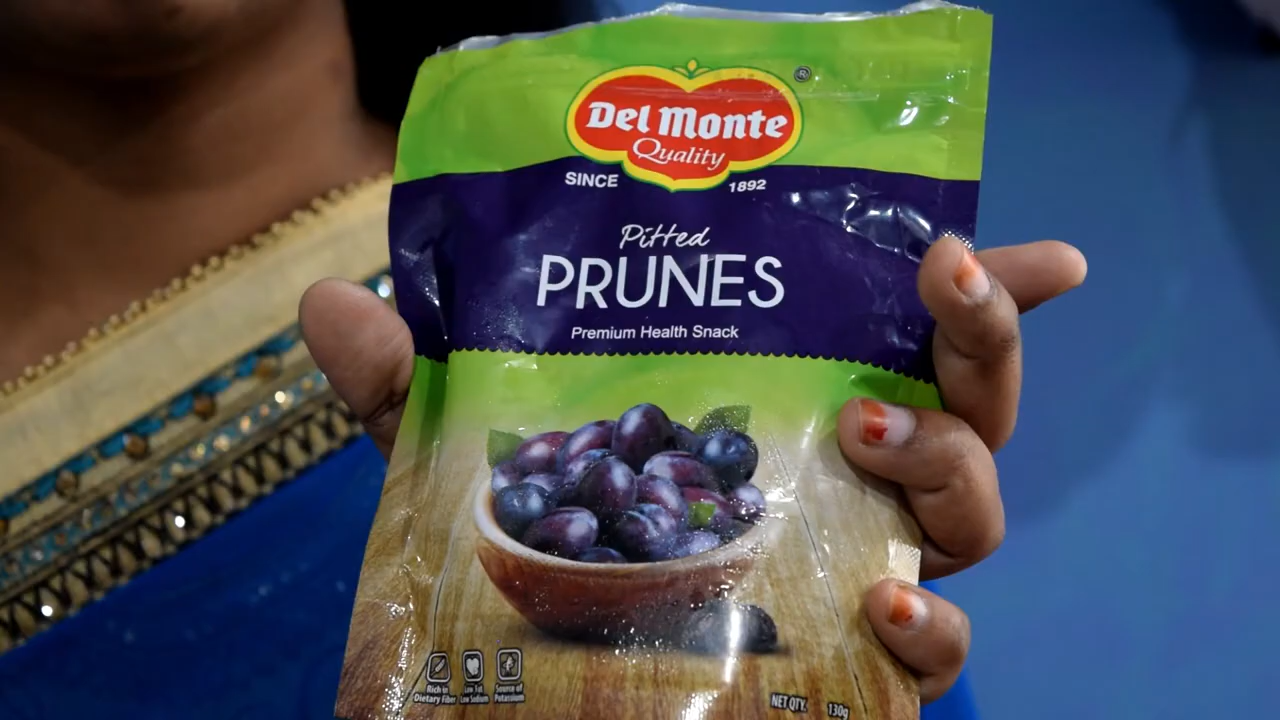 Del Monte
®
Quality
SINCE 1892
Pitted
PRUNES
Premium Health Snack
Rich in
Dietary Fiber
Low Fat
Low Sodium
Source of
Potassium
NET QTY. 130g